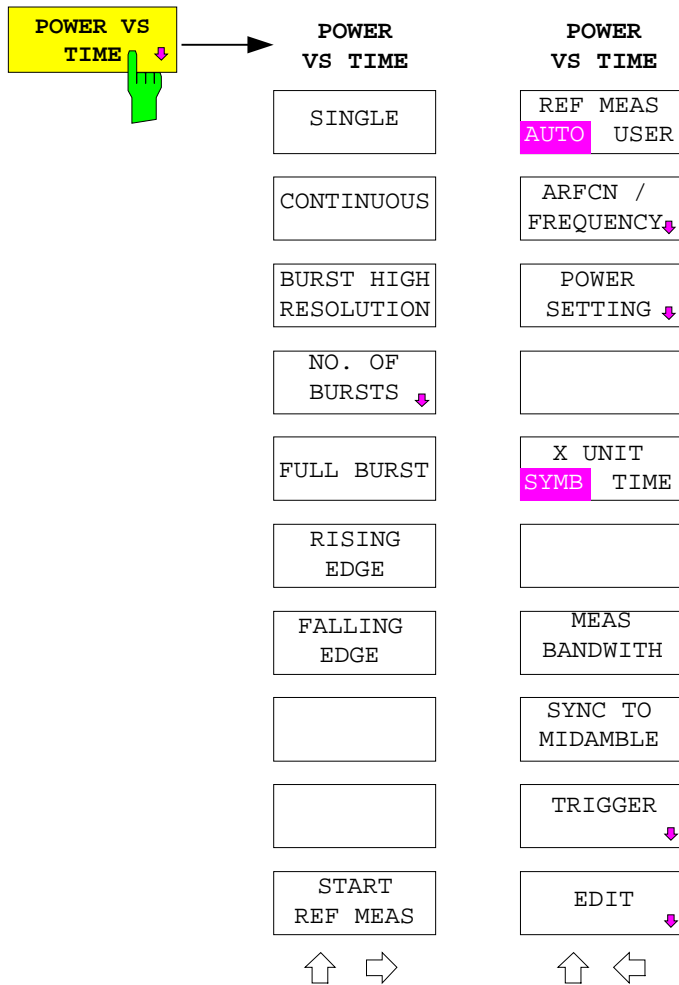 POWER VS
TIME
POWER
VS TIME
SINGLE
CONTINUOUS
BURST HIGH
RESOLUTION
NO. OF
BURSTS
FULL BURST
RISING
EDGE
FALLING
EDGE
START
REF MEAS
POWER
VS TIME
REF MEAS
AUTO USER
ARFCN /
FREQUENCY
POWER
SETTING
X UNIT
SYMB TIME
MEAS
BANDWITH
SYNC TO
MIDAMBLE
TRIGGER
EDIT